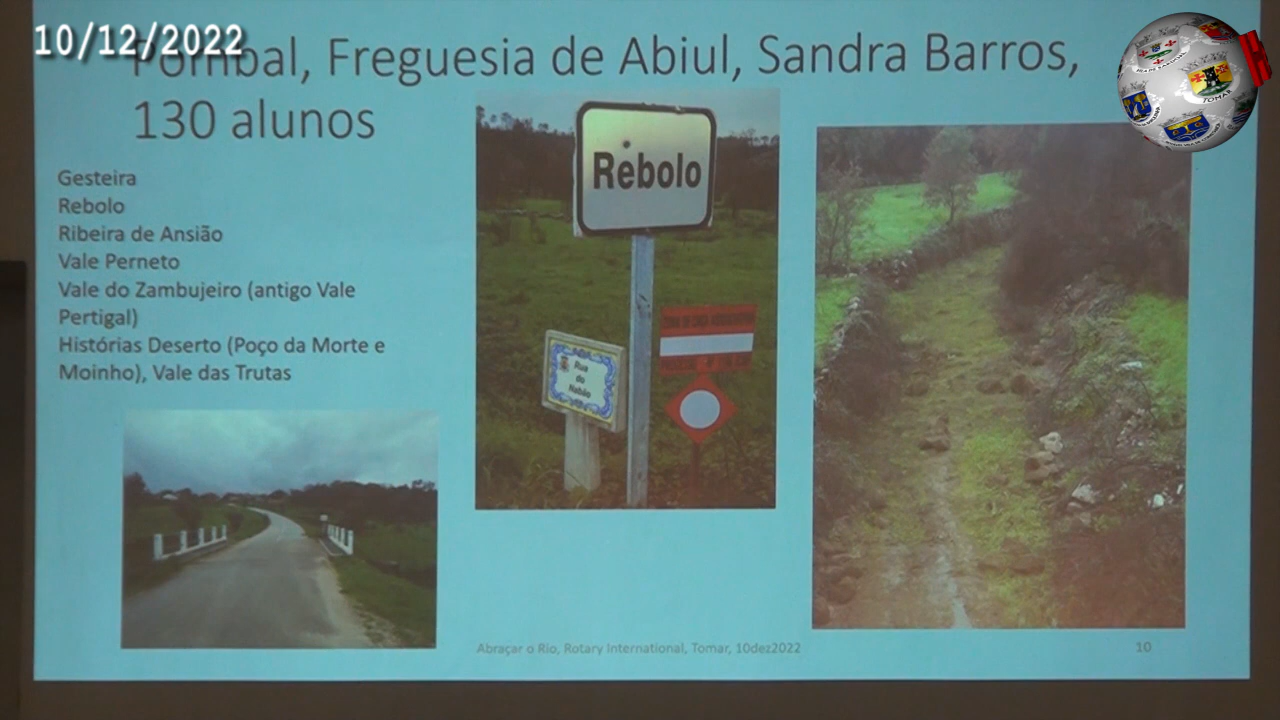 10/12/2022
Pombal, Freguesia de Abiul, Sandra Barros,
130 alunos
Gesteira
Rebolo
Ribeira de Ansião
Vale Perneto
Vale do Zambujeiro (antigo Vale
Pertigal)
Histórias Deserto (Poço da Morte e
Moinho), Vale das Trutas
Rebolo
Rua
do
Nabão
TOMAR
Abraçar o Rio, Rotary International, Tomar, 10dez2022
10